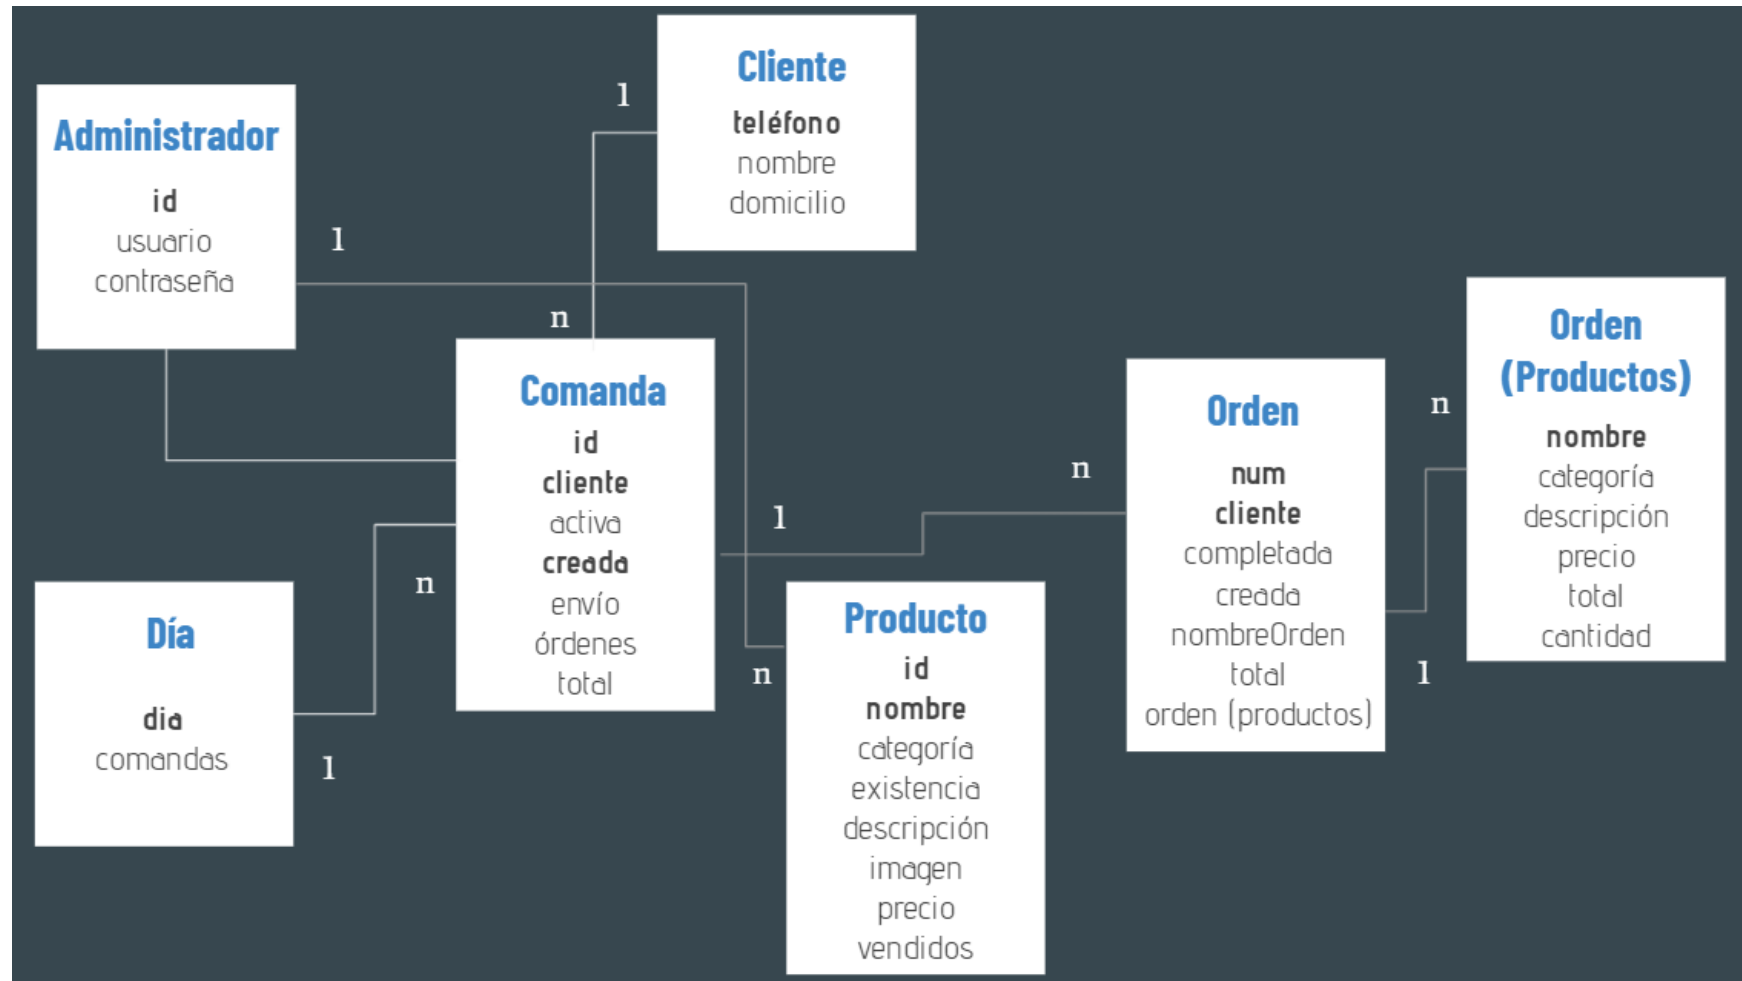 Cliente
teléfono
nombre
domicilio
1
Administrador
id
usuario
contraseña
1
n
Comanda
id
cliente
activa
creada
envío
órdenes
total
Día
dia
comandas
1
n
1
n
Producto
id
nombre
categoría
existencia
descripción
imagen
precio
vendidos
n
Orden
num
cliente
completada
creada
nombreOrden
total
orden (productos)
1
n
Orden
(Productos)
nombre
categoría
descripción
precio
total
cantidad